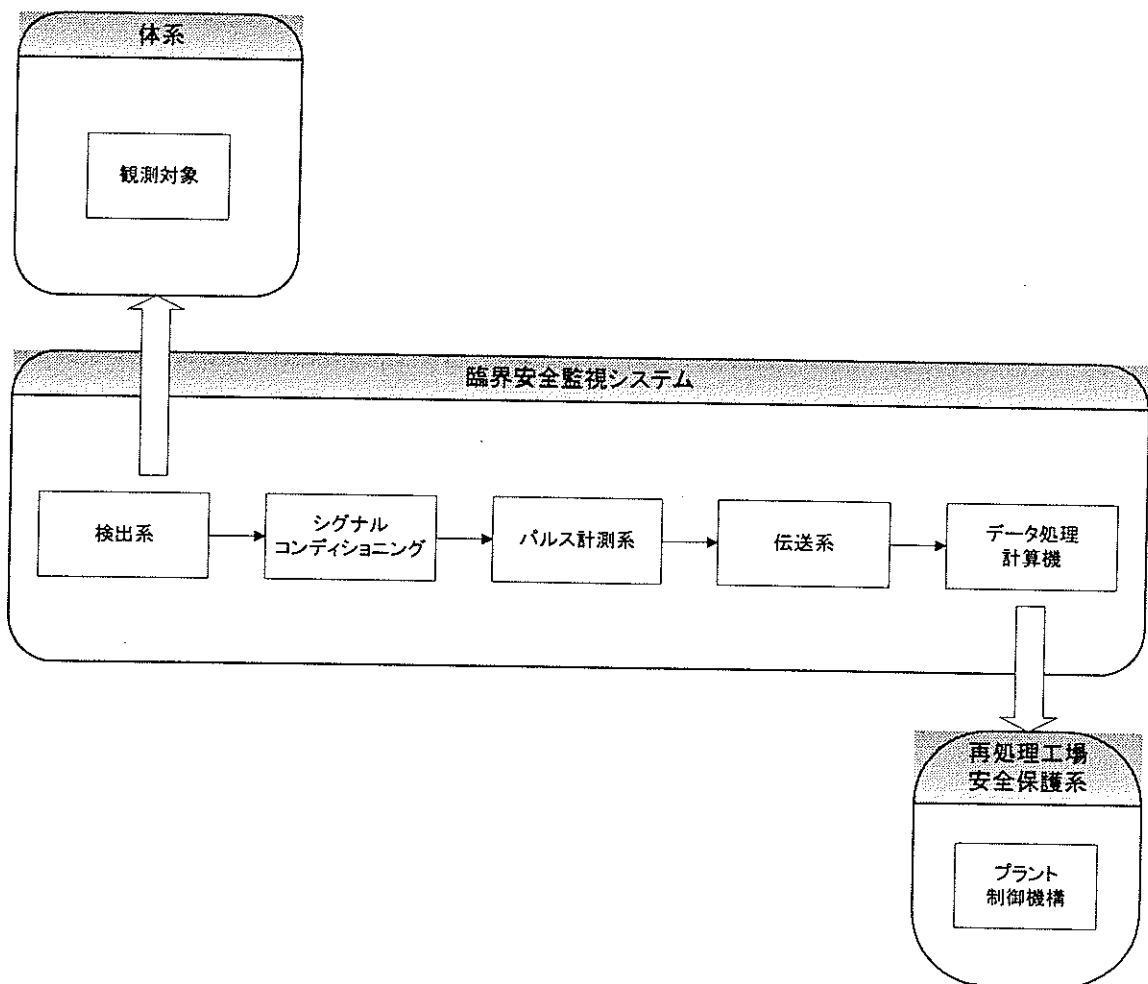 体系
観測対象
臨界安全監視システム
検出系
シグナル
コンディショニング
パルス計測系
伝送系
データ処理
計算機
再処理工場
安全保護系
プラント
制御機構